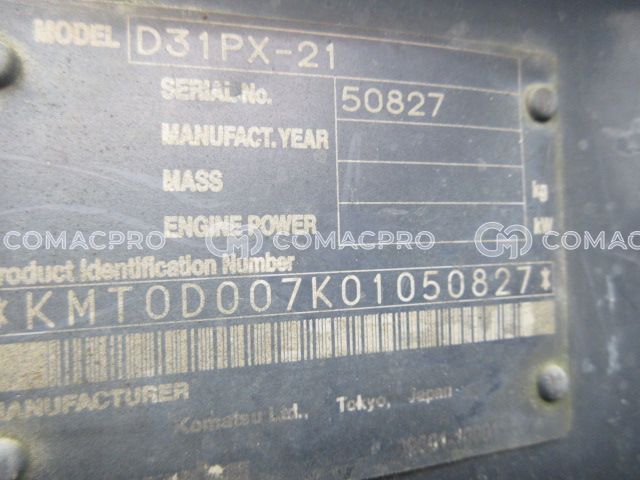 MODEL D31PX-21
SERIAL No. 50827
MANUFACT.YEAR
MASS kg
ENGINE POWER kW
COMACPRO COMACPRO COMACPRO
Product Identification Number
*KMT0D007K01050827*
MANUFACTURER
Komatsu Ltd., Tokyo, Japan